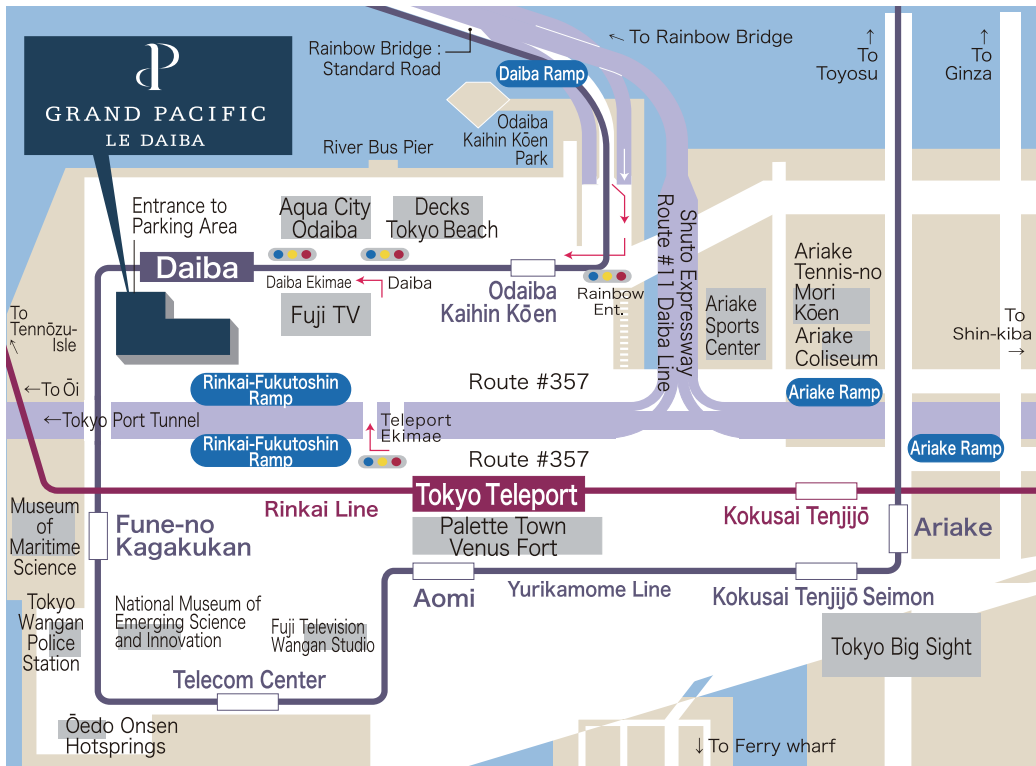 GRAND PACIFIC
LE DAIBA
Rainbow Bridge :
Standard Road
← To Rainbow Bridge
Daiba Ramp
↑
To
Toyosu
↑
To
Ginza
Odaiba
Kaihin Kōen
Park
River Bus Pier
Entrance to
Parking Area
Aqua City
Odaiba
Decks
Tokyo Beach
Daiba
Daiba Ekimae
Daiba
Odaiba
Kaihin Kōen
Rainbow
Ent.
Fuji TV
Shuto Expressway
Route #11 Daiba Line
Ariake
Sports
Center
Ariake
Tennis-no
Mori
Kōen
Ariake
Coliseum
To
Shin-kiba
→
To
Tennōzu-
Isle
←To Ōi
←Tokyo Port Tunnel
Rinkai-Fukutoshin
Ramp
Route #357
Ariake Ramp
Teleport
Ekimae
Rinkai-Fukutoshin
Ramp
Route #357
Ariake Ramp
Rinkai Line
Tokyo Teleport
Kokusai Tenjijō
Palette Town
Venus Fort
Museum
of
Maritime
Science
Fune-no
Kagakukan
Ariake
Aomi
Yurikamome Line
Kokusai Tenjijō Seimon
Tokyo
Wangan
Police
Station
National Museum of
Emerging Science
and Innovation
Fuji Television
Wangan Studio
Tokyo Big Sight
Telecom Center
Ōedo Onsen
Hotsprings
↓To Ferry wharf